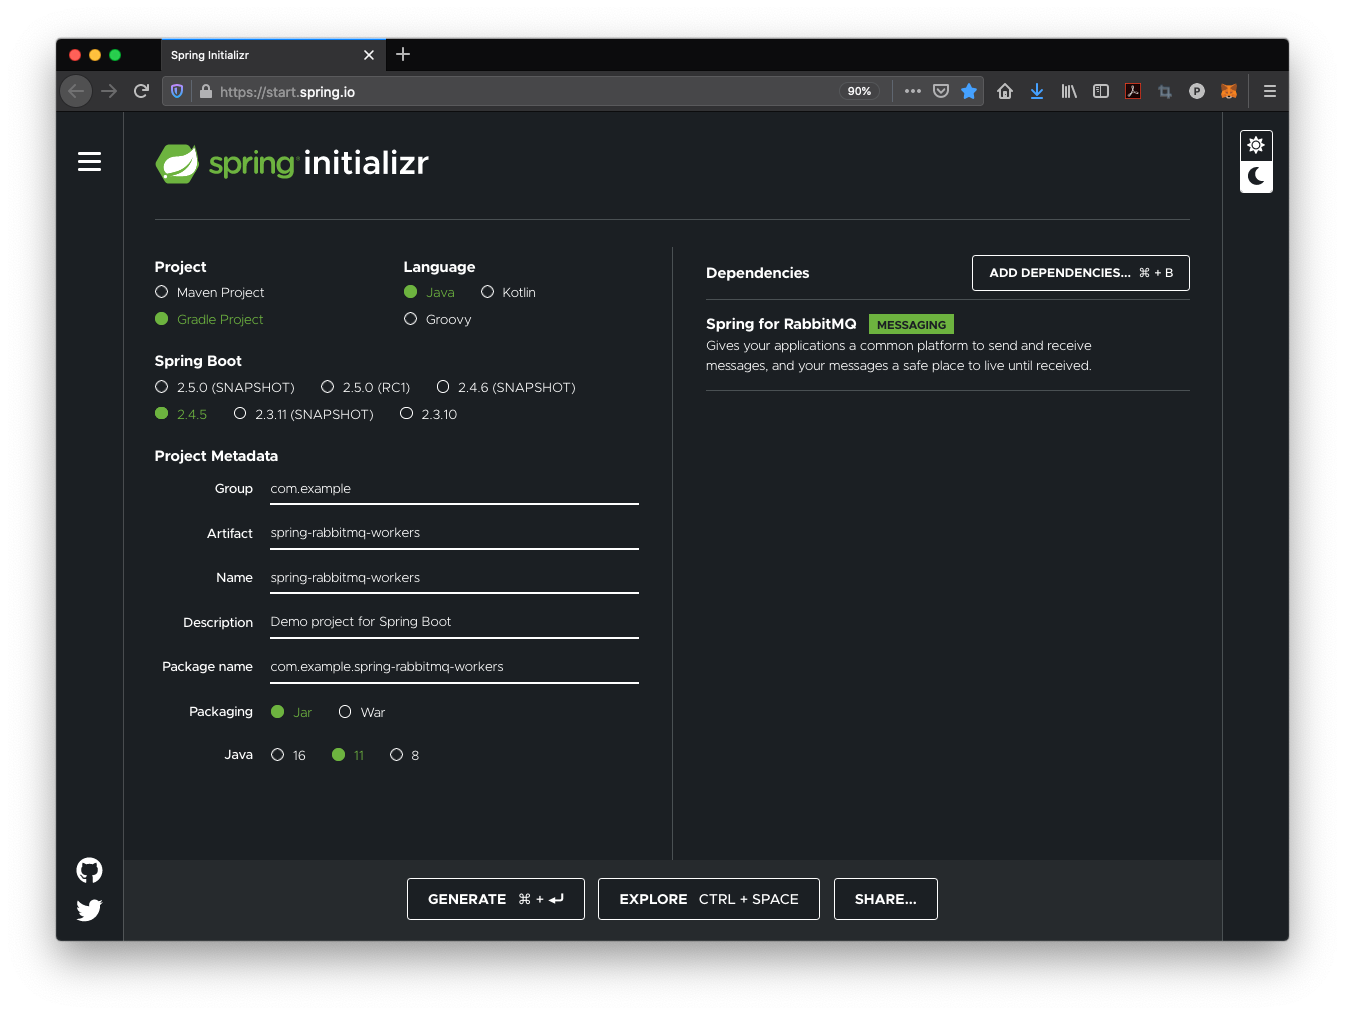 Spring Initializr
https://start.spring.io
90%
spring initializr
Project
Maven Project
Gradle Project
Language
Java Kotlin
Groovy
Spring Boot
2.5.0 (SNAPSHOT) 2.5.0 (RC1) 2.4.6 (SNAPSHOT)
2.4.5 2.3.11 (SNAPSHOT) 2.3.10
Project Metadata
Group com.example
Artifact spring-rabbitmq-workers
Name spring-rabbitmq-workers
Description Demo project for Spring Boot
Package name com.example.spring-rabbitmq-workers
Packaging Jar War
Java 16 11 8
Dependencies
ADD DEPENDENCIES... ⌘ + B
Spring for RabbitMQ MESSAGING
Gives your applications a common platform to send and receive
messages, and your messages a safe place to live until received.
GENERATE ⌘ + ⏎
EXPLORE CTRL + SPACE
SHARE...